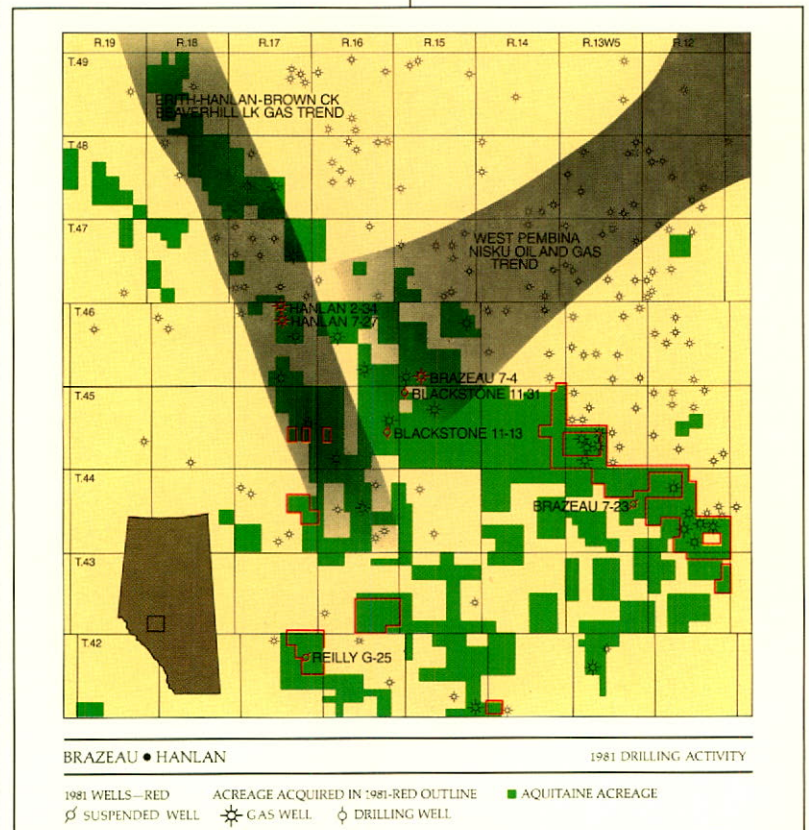 R.19 R.18 R.17 R.16 R.15 R.14 R.13W5 R.12
T.49
ERITH-HANLAN-BROWN CK
BEAVERHILL LK GAS TREND
T.48
T.47
WEST PEMBINA
NISKU OIL AND GAS
TREND
T.46
HANLAN 2-34
HANLAN 7-27
BRAZEAU 7-4
T.45
BLACKSTONE 11-31
BLACKSTONE 11-13
T.44
BRAZEAU 7-23
T.43
T.42
REILLY G-25
BRAZEAU ● HANLAN 1981 DRILLING ACTIVITY
1981 WELLS—RED ACREAGE ACQUIRED IN 1981-RED OUTLINE AQUITAINE ACREAGE
SUSPENDED WELL GAS WELL DRILLING WELL